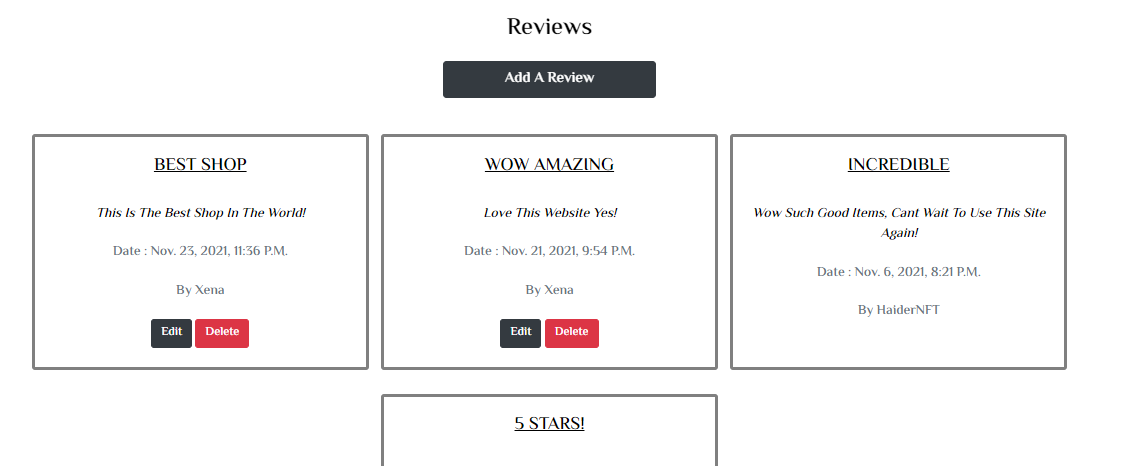 Reviews
Add A Review
BEST SHOP
This Is The Best Shop In The World!
Date : Nov. 23, 2021, 11:36 P.M.
By Xena
Edit Delete
WOW AMAZING
Love This Website Yes!
Date : Nov. 21, 2021, 9:54 P.M.
By Xena
Edit Delete
INCREDIBLE
Wow Such Good Items, Cant Wait To Use This Site
Again!
Date : Nov. 6, 2021, 8:21 P.M.
By HaiderNFT
5 STARS!